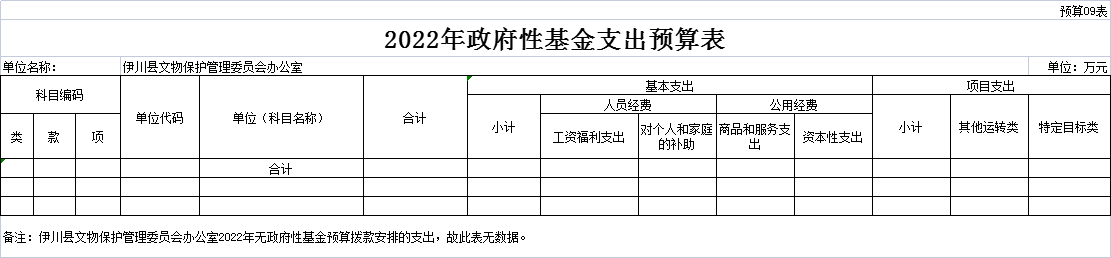 预算09表
2022年政府性基金支出预算表
单位名称： 伊川县文物保护管理委员会办公室 单位：万元
科目编码 单位代码 单位（科目名称） 合计 基本支出 项目支出
小计 人员经费 公用经费 小计 其他运转类 特定目标类
类 款 项 工资福利支出 对个人和家庭的补助 商品和服务支出 资本性支出
合计
备注：伊川县文物保护管理委员会办公室2022年无政府性基金预算拨款安排的支出，故此表无数据。